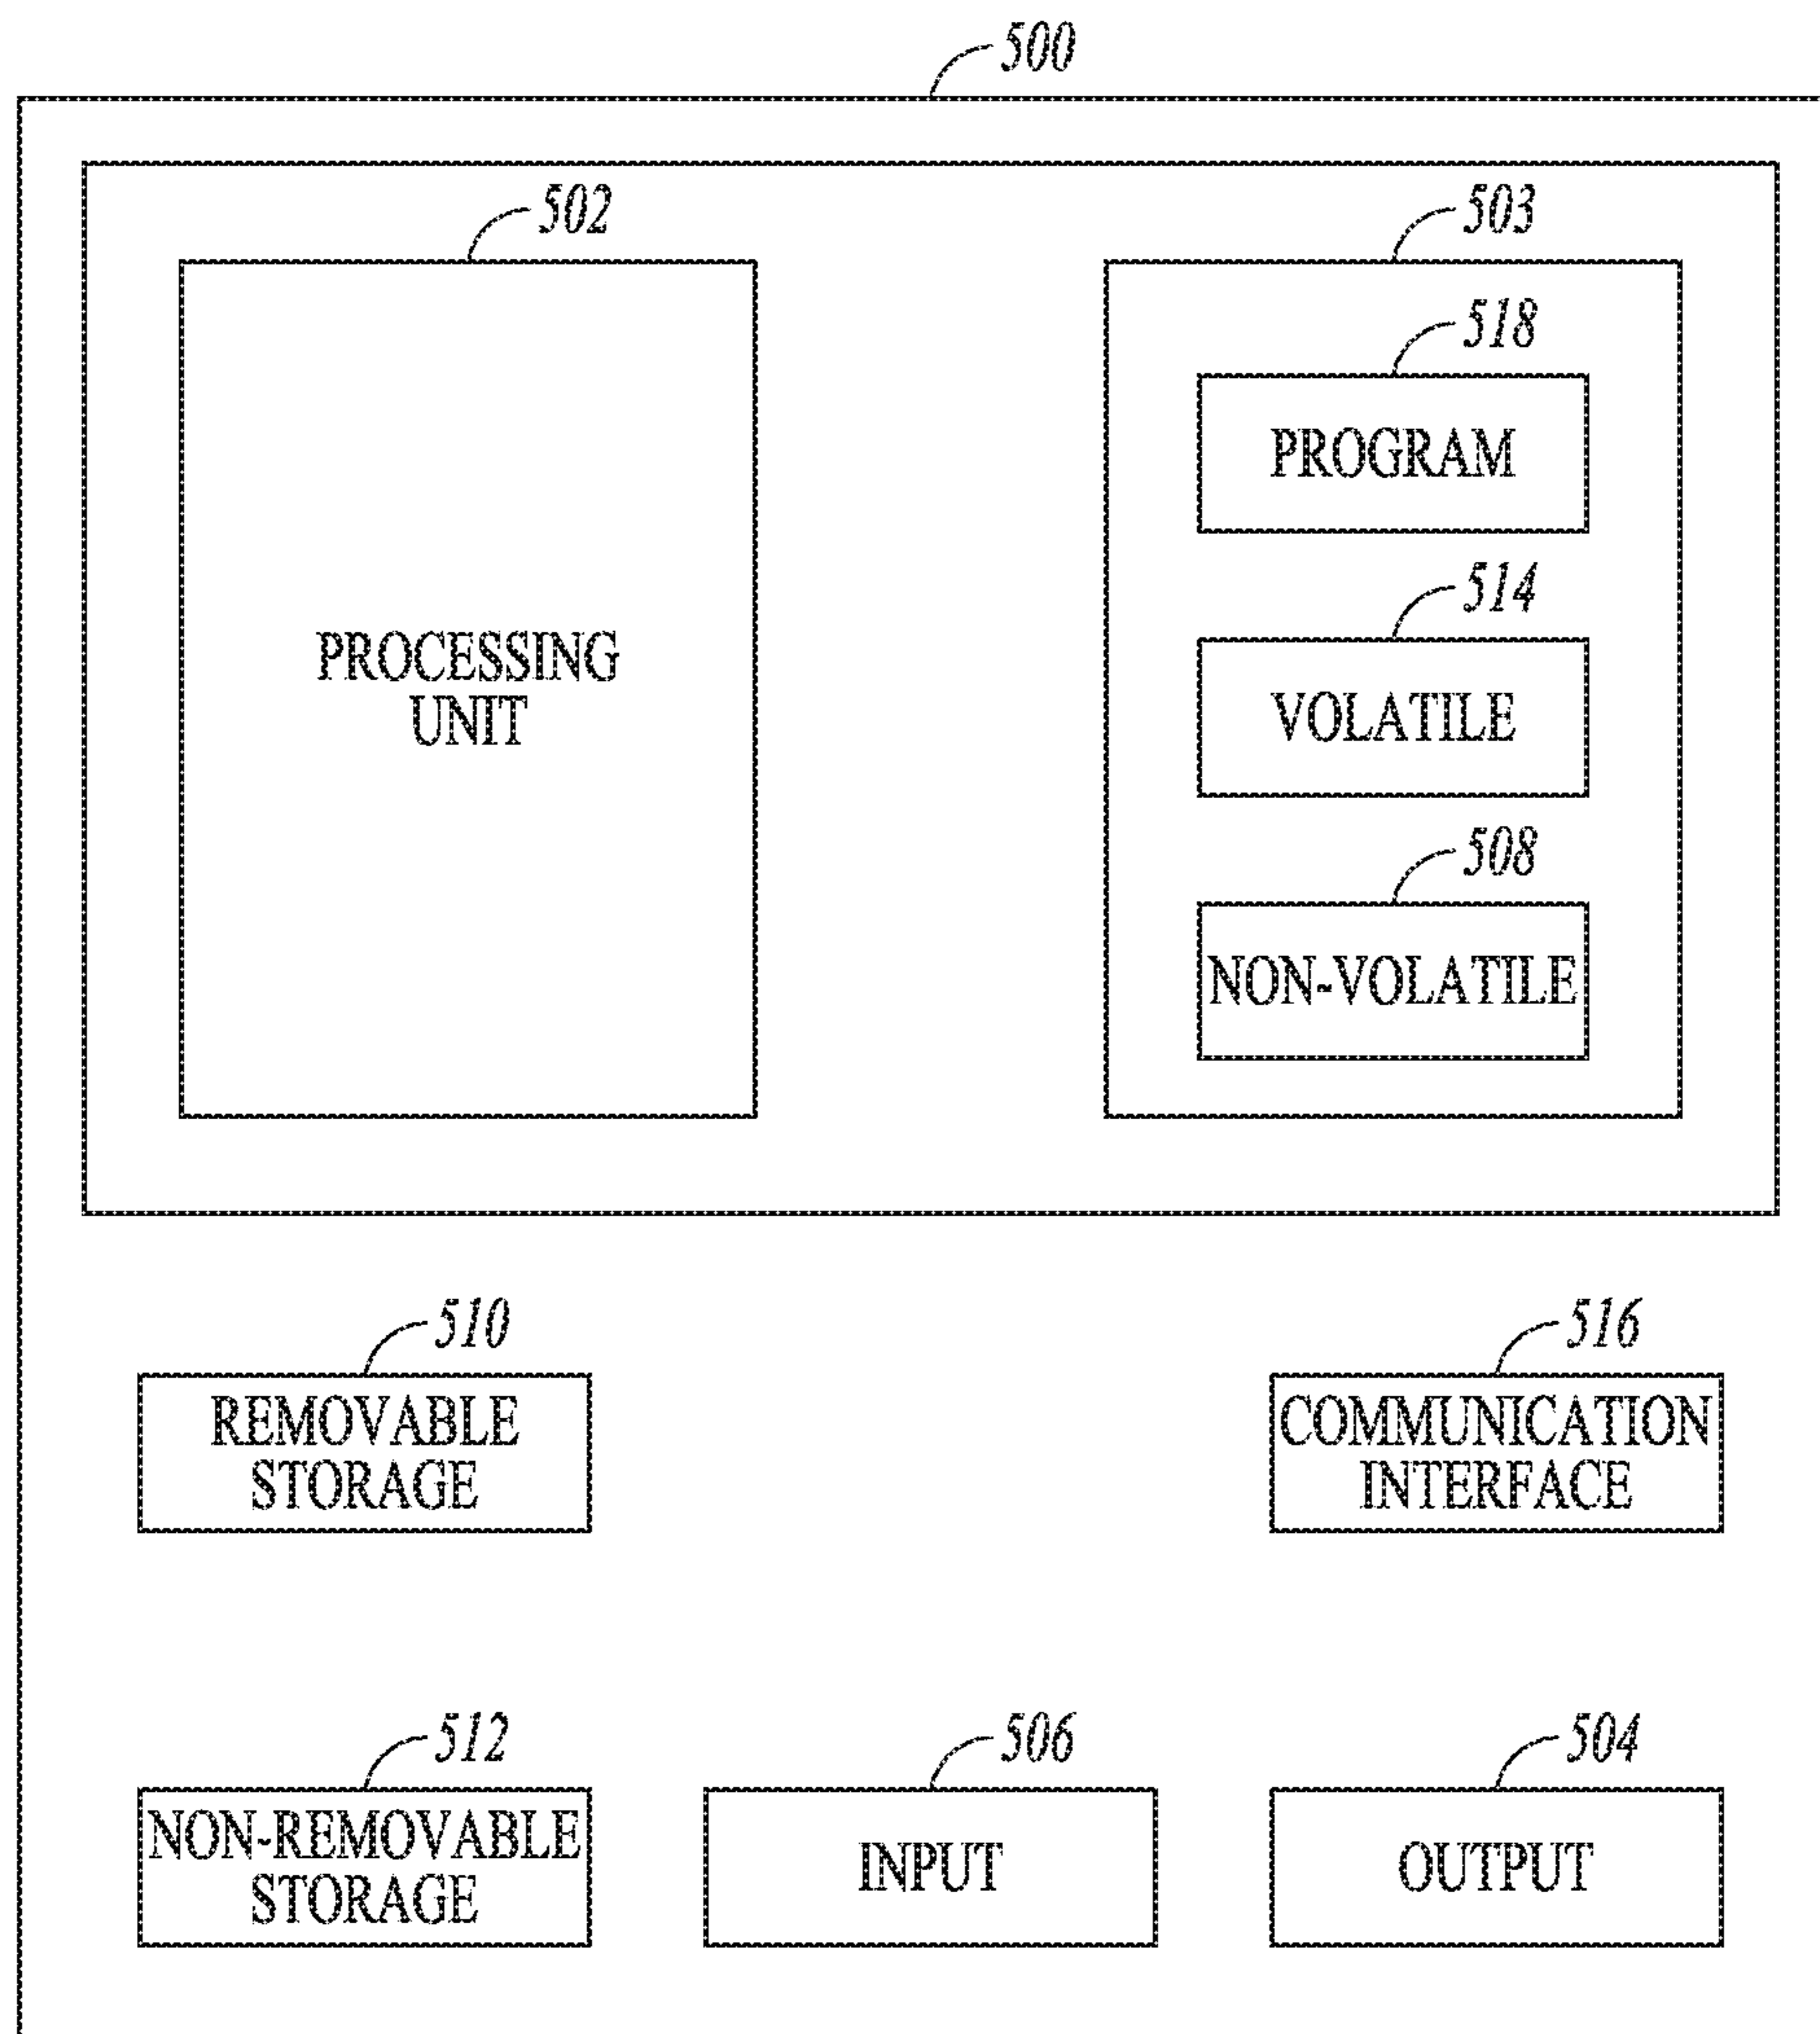 500
502
503
518
PROGRAM
PROCESSING
UNIT
514
VOLATILE
508
NON-VOLATILE
510
REMOVABLE
STORAGE
516
COMMUNICATION
INTERFACE
512
NON-REMOVABLE
STORAGE
506
INPUT
504
OUTPUT